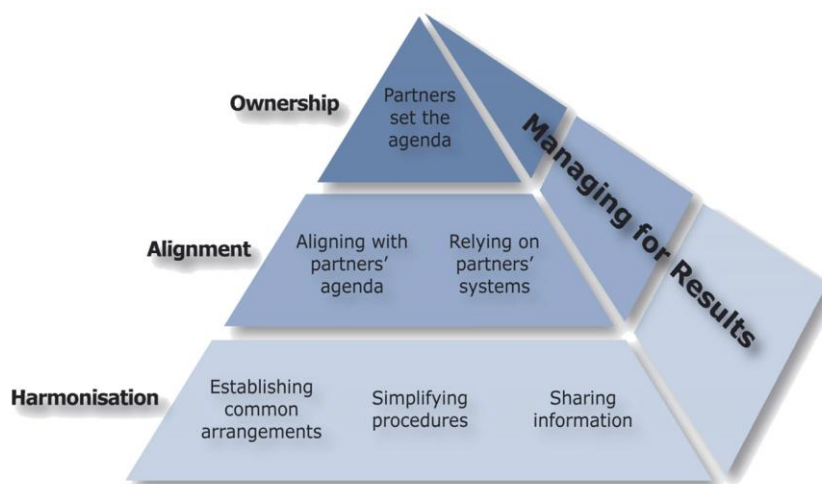 Ownership
Partners
set the
agenda
Managing for Results
Alignment
Aligning with
partners’
agenda
Relying on
partners’
systems
Harmonisation
Establishing
common
arrangements
Simplifying
procedures
Sharing
information